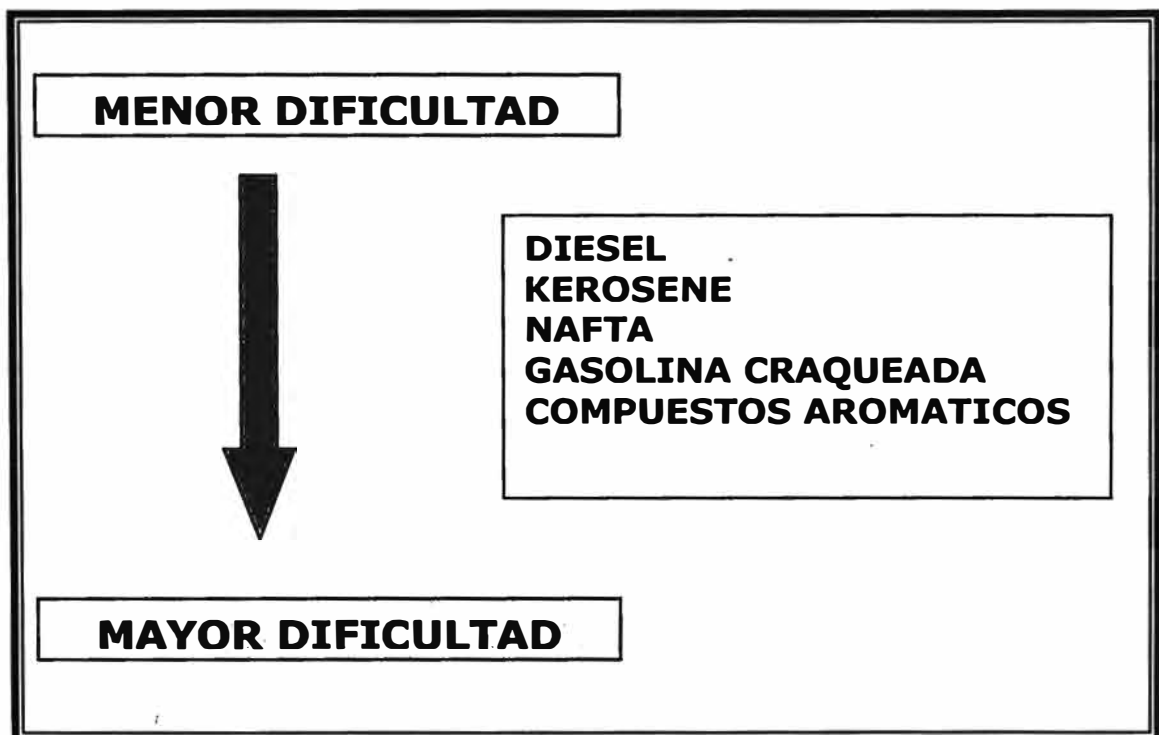 MENOR DIFICULTAD
DIESEL
KEROSENE
NAFTA
GASOLINA CRAQUEADA
COMPUESTOS AROMATICOS
MAYOR DIFICULTAD